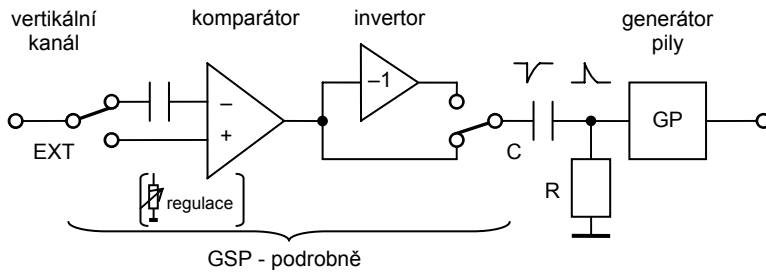 vertikální
kanál
komparátor
invertor
generátor
pily
–1
–
+
EXT
C
GP
R
regulace
GSP - podrobně